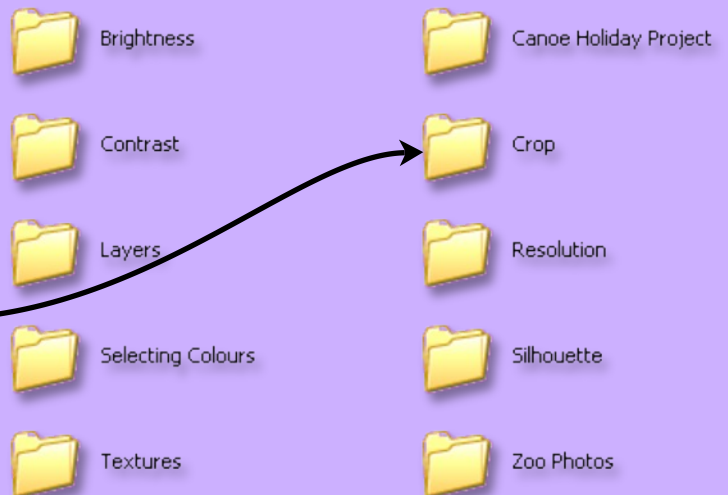 Brightness
Canoe Holiday Project
Contrast
Crop
Layers
Resolution
Selecting Colours
Silhouette
Textures
Zoo Photos